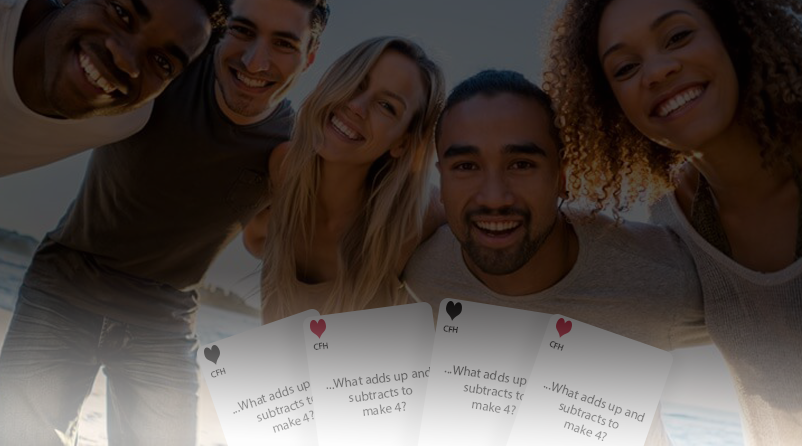 CFH
...What adds up
subtracts t
make 4?
CFH
...What adds up and
subtracts to
make 4?
CFH
...What adds up
subtracts to
make 4?
CFH
...What adds up and
subtracts to
make 4?